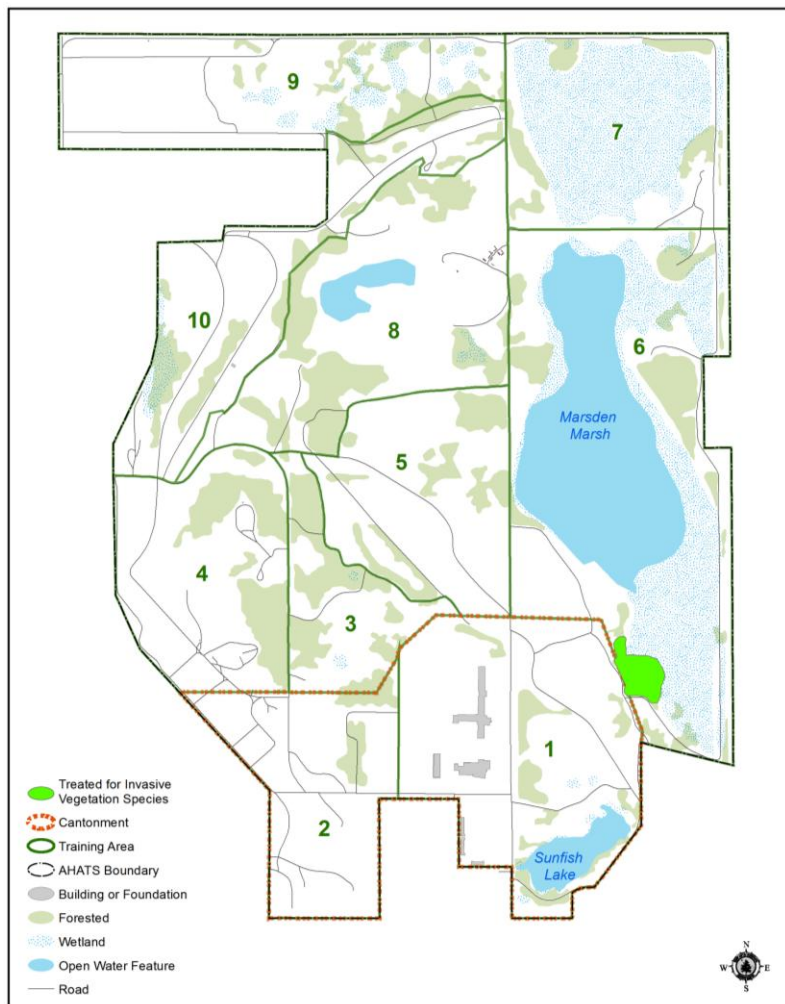 9
7
10
8
6
Marsden
Marsh
5
4
3
1
2
Sunfish
Lake
Treated for Invasive
Vegetation Species
Cantonment
Training Area
AHATS Boundary
Building or Foundation
Forested
Wetland
Open Water Feature
Road
N
W E
S